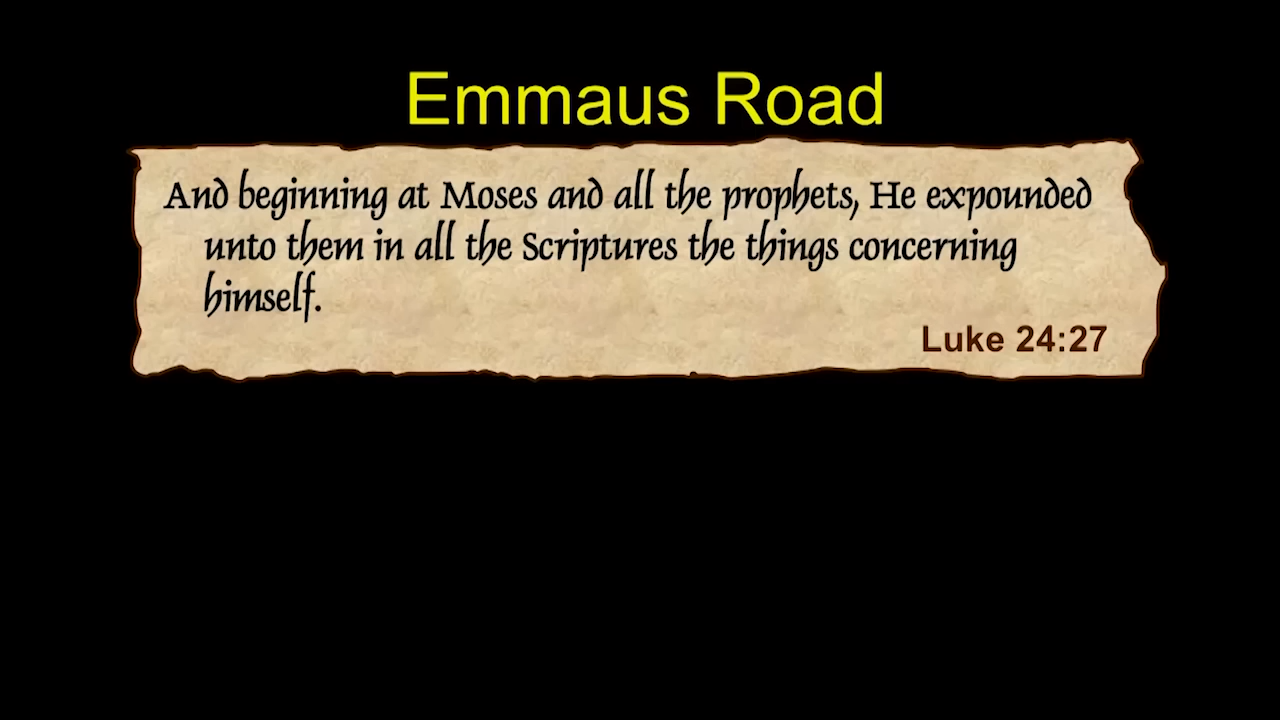 Emmaus Road
And beginning at Moses and all the prophets, He expounded
unto them in all the Scriptures the things concerning
himself.
Luke 24:27